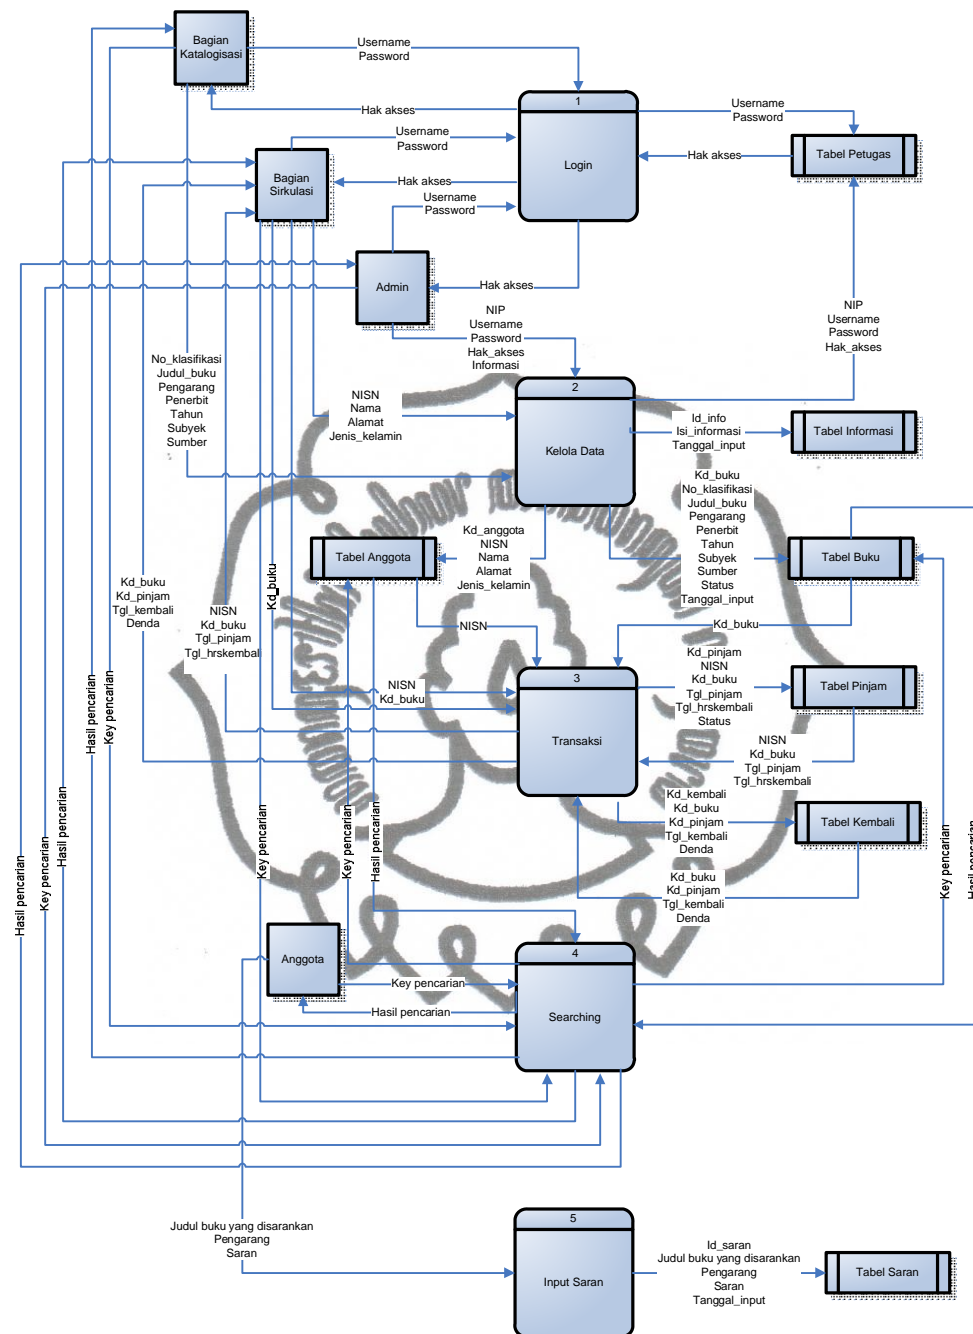 Bagian
Katalogisasi
Username
Password
Hak akses
1
Login
Username
Password
Hak akses
Tabel Petugas
Username
Password
Bagian
Sirkulasi
Hak akses
Username
Password
Admin
Hak akses
NIP
Username
Password
Hak_akses
Informasi
NIP
Username
Password
Hak_akses
No_klasifikasi
Judul_buku
Pengarang
Penerbit
Tahun
Subyek
Sumber
NISN
Nama
Alamat
Jenis_kelamin
2
Kelola Data
Id_info
Isi_informasi
Tanggal_input
Tabel Informasi
Kd_buku
No_klasifikasi
Judul_buku
Pengarang
Penerbit
Tahun
Subyek
Sumber
Status
Tanggal_input
Tabel Buku
Tabel Anggota
Kd_anggota
NISN
Nama
Alamat
Jenis_kelamin
Kd_buku
Kd_buku
Kd_pinjam
Tgl_kembali
Denda
NISN
Kd_buku
Tgl_pinjam
Tgl_hrskembali
NISN
Kd_buku
NISN
Kd_buku
3
Transaksi
Kd_pinjam
NISN
Kd_buku
Tgl_pinjam
Tgl_hrskembali
Status
Tabel Pinjam
NISN
Kd_buku
Tgl_pinjam
Tgl_hrskembali
Kd_kembali
Kd_buku
Kd_pinjam
Tgl_kembali
Denda
Tabel Kembali
Kd_buku
Kd_pinjam
Tgl_kembali
Denda
Hasil pencarian
Key pencarian
Hasil pencarian
Key pencarian
Hasil pencarian
Key pencarian
Key pencarian
Hasil pencarian
Key pencarian
Hasil pencarian
Anggota
Key pencarian
Hasil pencarian
4
Searching
Judul buku yang disarankan
Pengarang
Saran
5
Input Saran
Id_saran
Judul buku yang disarankan
Pengarang
Saran
Tanggal_input
Tabel Saran